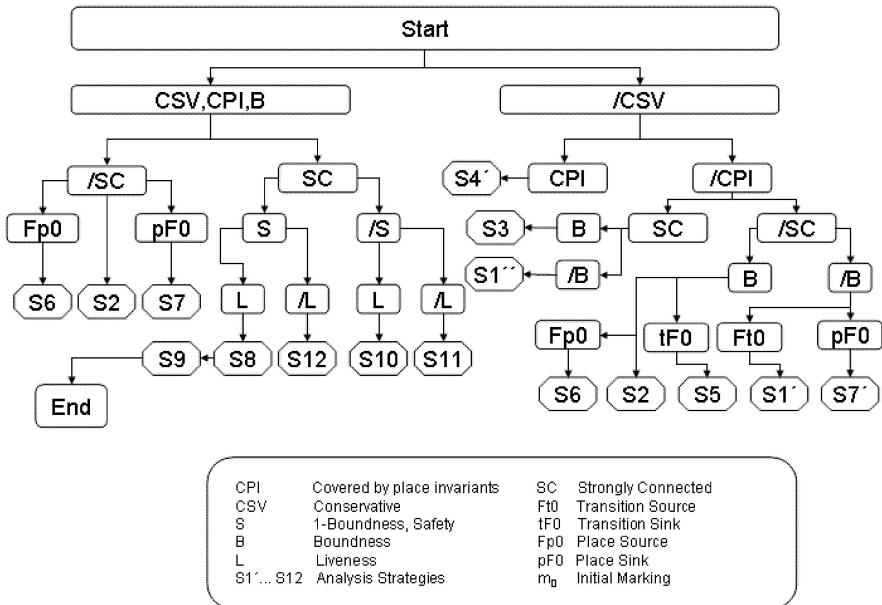 Start
CSV,CPI,B /CSV
/SC SC S4´ CPI /CPI
Fp0 pF0 S /S S3 B SC /SC
S6 S2 S7 L /L L /L S1´´ /B B /B
S9 S8 S12 S10 S11 Fp0 tF0 Ft0 pF0
End S6 S2 S5 S1´ S7´
CPI Covered by place invariants SC Strongly Connected
CSV Conservative Ft0 Transition Source
S 1-Boundness, Safety tF0 Transition Sink
B Boundness Fp0 Place Source
L Liveness pF0 Place Sink
S1´... S12 Analysis Strategies m0 Initial Marking